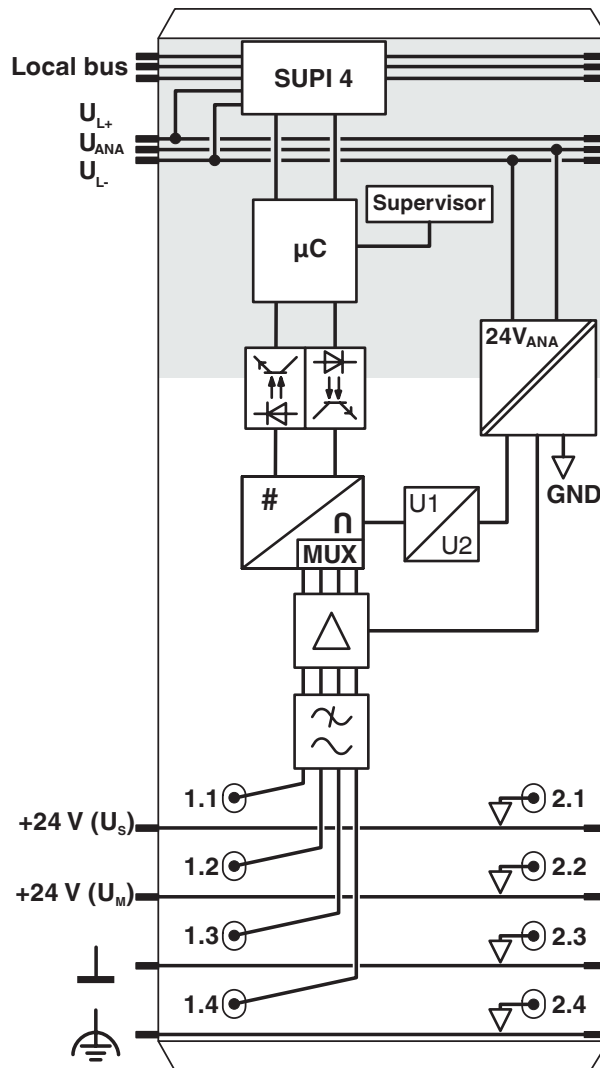 Local bus
SUPI 4
UL+
UANA
UL-
Supervisor
µC
24VANA
GND
#
∩
MUX
U1
U2
1.1
2.1
+24 V (US)
1.2
2.2
+24 V (UM)
1.3
2.3
1.4
2.4